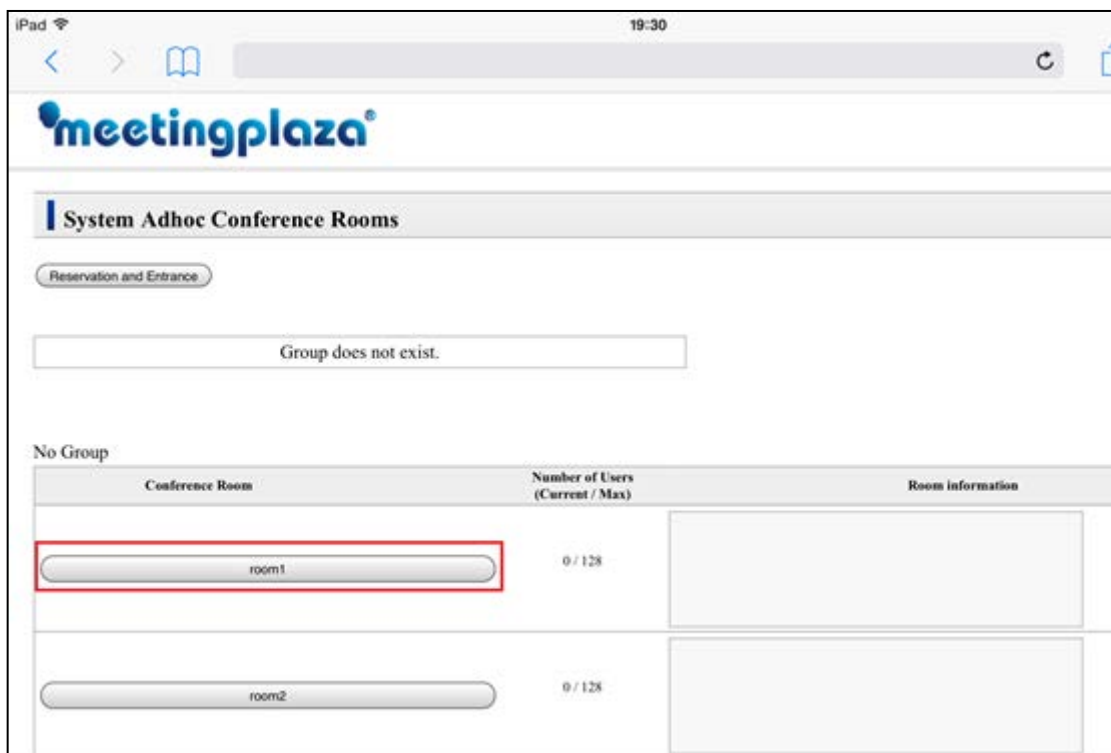 iPad 19:30
meetingplaza®
System Adhoc Conference Rooms
Reservation and Entrance
Group does not exist.
No Group
Conference Room Number of Users Room information
(Current / Max)
room1 0 / 128
room2 0 / 128